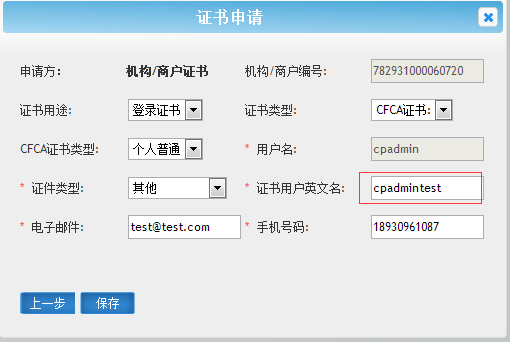 证书申请
申请方: 机构/商户证书 机构/商户编号: 782931000060720
证书用途: 登录证书 证书类型: CFCA证书:
CFCA证书类型: 个人普通 * 用户名: cpadmin
* 证件类型: 其他 * 证书用户英文名: cpadmintest
* 电子邮件: test@test.com * 手机号码: 18930961087
上一步 保存